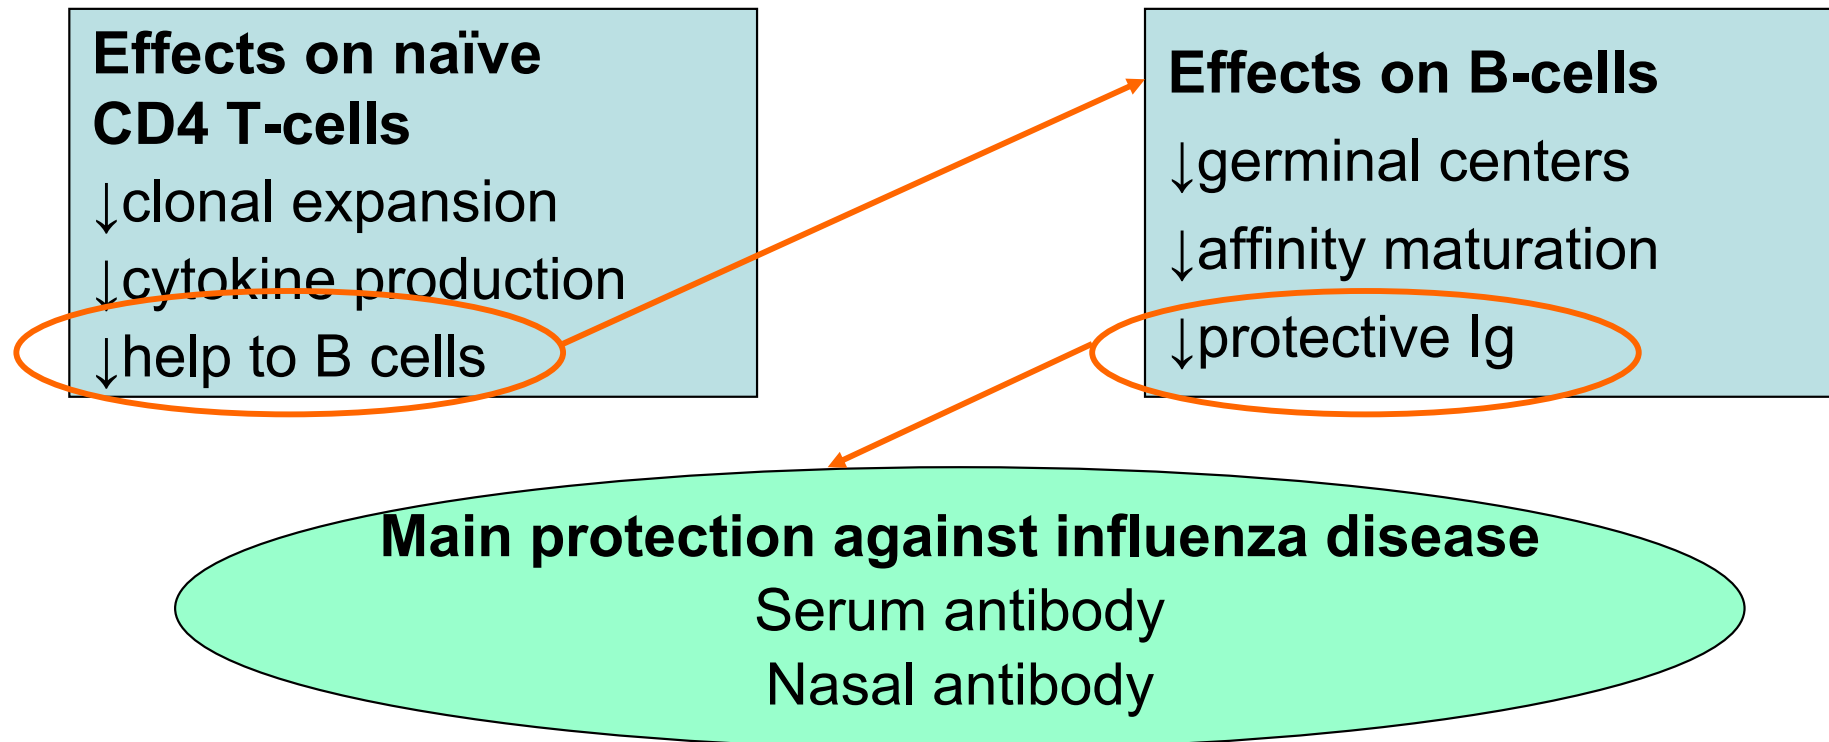 Effects on naïve
CD4 T-cells
↓clonal expansion
↓cytokine production
↓help to B cells
Effects on B-cells
↓germinal centers
↓affinity maturation
↓protective Ig
Main protection against influenza disease
Serum antibody
Nasal antibody